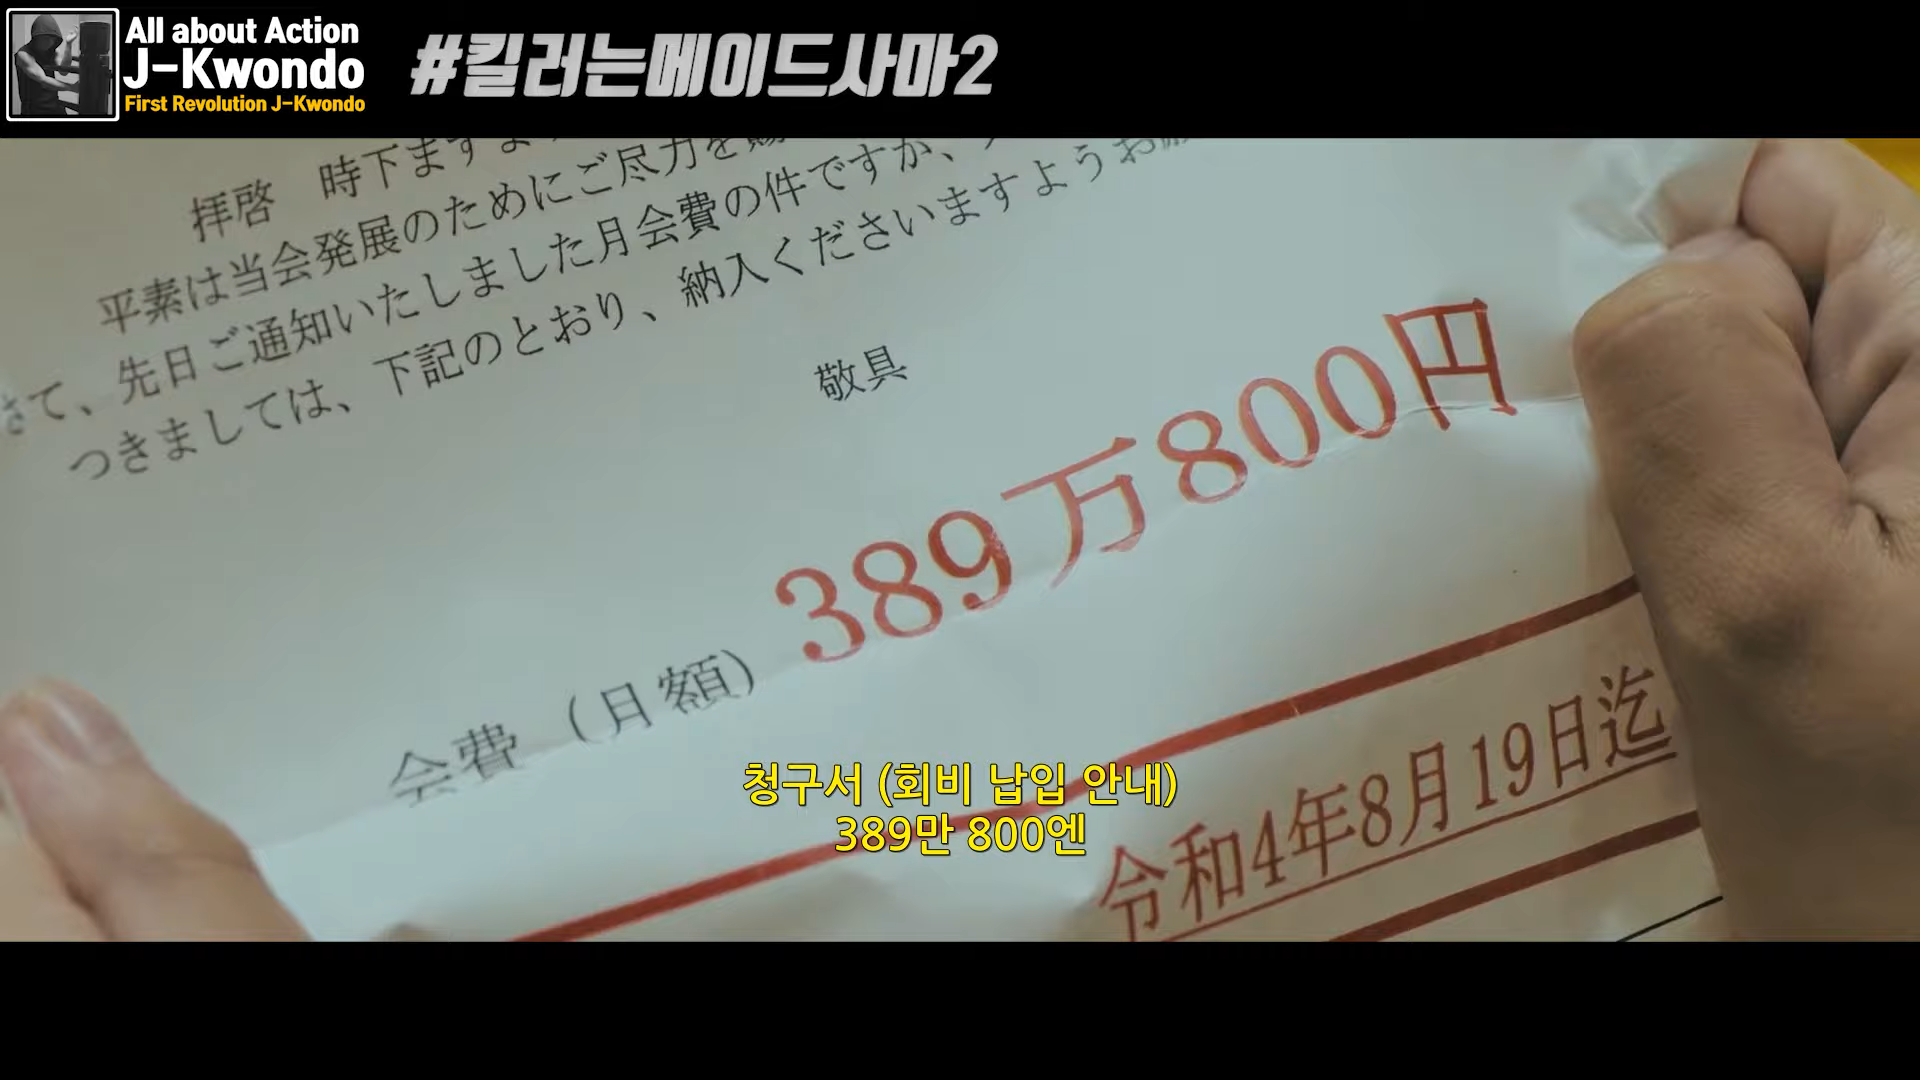 All about Action
J-Kwondo
First Revolution J-Kwondo
#킬러는메이드사마2
拝啓 時下ますま
平素は当会発展のためにご尽力を賜
さて、先日ご通知いたしました月会費の件ですが、
つきましては、下記のとおり、納入くださいますようお願
敬具
会費（月額） 389万800円
令和4年8月19日迄
청구서 (회비 납입 안내)
389만 800엔